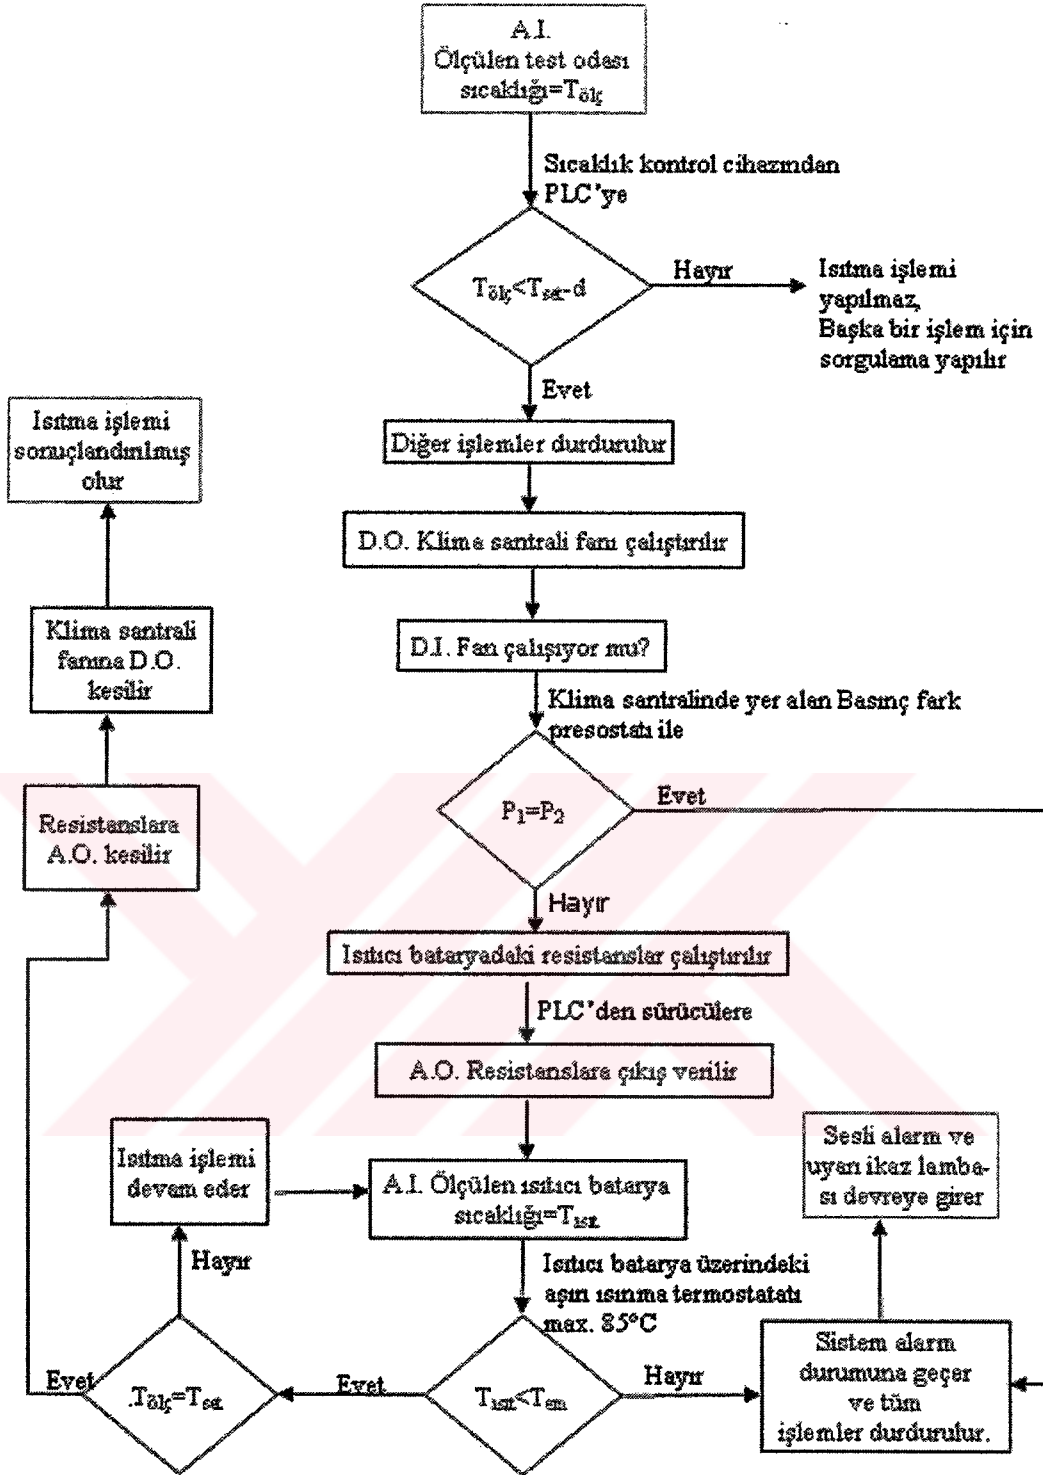 A.I.
Ölçülen test odası
sıcaklığı=Tölç
Sıcaklık kontrol cihazından
PLC'ye
Tölç<Tset-d
Hayır
Isıtma işlemi
yapılmaz,
Başka bir işlem için
sorgulama yapılır
Evet
Diğer işlemler durdurulur
D.O. Klima santrali fanı çalıştırılır
D.I. Fan çalışıyor mu?
Klima santralinde yer alan Basınç fark
presostatı ile
P1=P2
Evet
Hayır
Isıtıcı bataryadaki resistanslar çalıştırılır
PLC'den sürücülere
A.O. Resistanslara çıkış verilir
A.I. Ölçülen ısıtıcı batarya
sıcaklığı=Tısıt.
Isıtıcı batarya üzerindeki
aşırı ısınma termostatatı
max. 85°C
Tısıt<Tem
Hayır
Sistem alarm
durumuna geçer
ve tüm
işlemler durdurulur.
Sesli alarm ve
uyarı ikaz lamba-
sı devreye girer
Evet
.Tölç=Tset
Hayır
Isıtma işlemi
devam eder
Evet
Resistanslara
A.O. kesilir
Klima santrali
fanına D.O.
kesilir
Isıtma işlemi
sonuçlandırılmış
olur